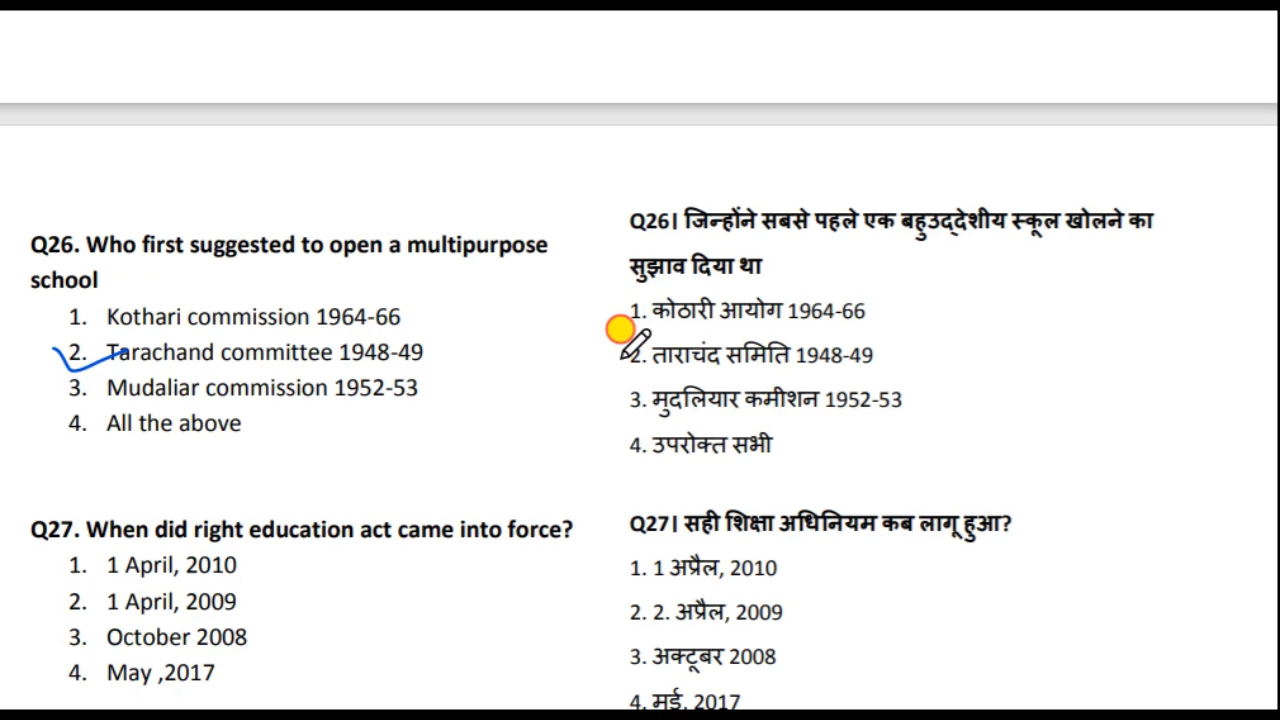 Q26. Who first suggested to open a multipurpose
school
1. Kothari commission 1964-66
2. Tarachand committee 1948-49
3. Mudaliar commission 1952-53
4. All the above
Q27. When did right education act came into force?
1. 1 April, 2010
2. 1 April, 2009
3. October 2008
4. May ,2017
Q26। जिन्होंने सबसे पहले एक बहुउद्देशीय स्कूल खोलने का
सुझाव दिया था
1. कोठारी आयोग 1964-66
2. ताराचंद समिति 1948-49
3. मुदलियार कमीशन 1952-53
4. उपरोक्त सभी
Q27। सही शिक्षा अधिनियम कब लागू हुआ?
1. 1 अप्रैल, 2010
2. 2. अप्रैल, 2009
3. अक्टूबर 2008
4. मई, 2017